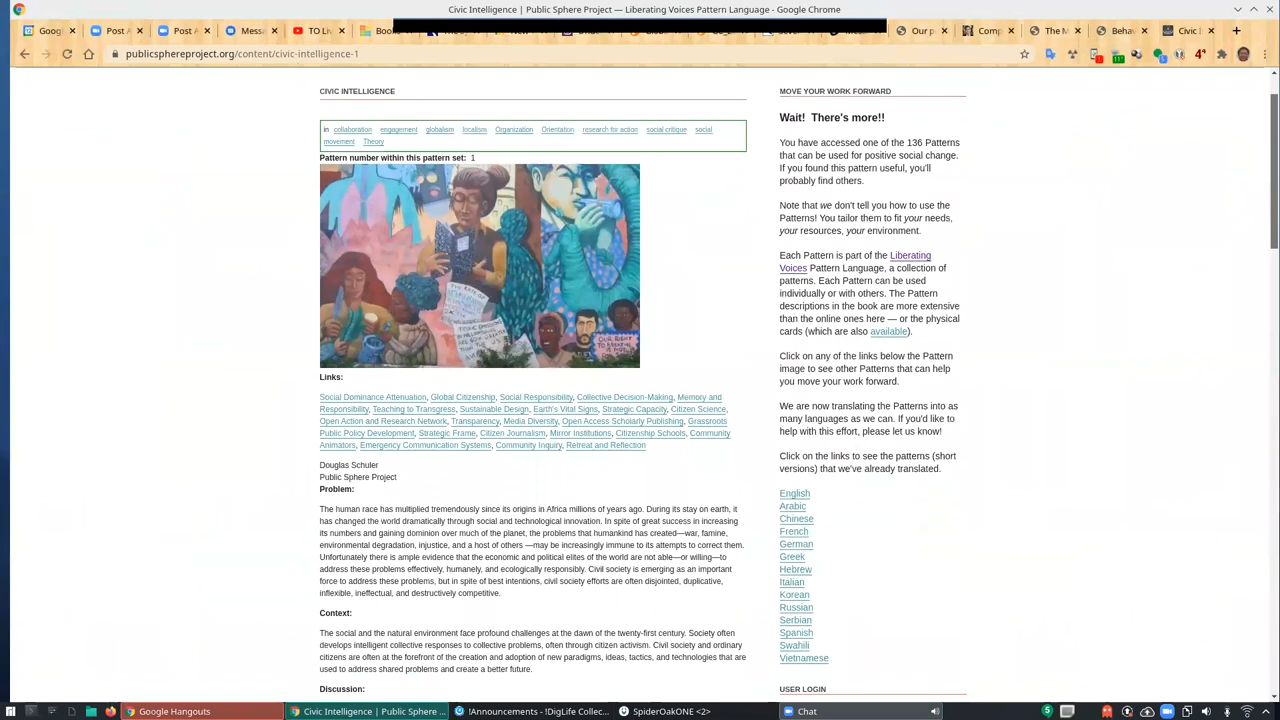 Civic Intelligence | Public Sphere Project — Liberating Voices Pattern Language - Google Chrome
Googl
Post A
Post A
Messa
TO Liv
Our p
Comp
The M
Behav
Civic I
publicsphereproject.org/content/civic-intelligence-1
CIVIC INTELLIGENCE
in collaboration engagement globalism localism Organization Orientation research for action social critique social
movement Theory
Pattern number within this pattern set: 1
OUR RIGHT
Links:
Social Dominance Attenuation, Global Citizenship, Social Responsibility, Collective Decision-Making, Memory and
Responsibility, Teaching to Transgress, Sustainable Design, Earth's Vital Signs, Strategic Capacity, Citizen Science,
Open Action and Research Network, Transparency, Media Diversity, Open Access Scholarly Publishing, Grassroots
Public Policy Development, Strategic Frame, Citizen Journalism, Mirror Institutions, Citizenship Schools, Community
Animators, Emergency Communication Systems, Community Inquiry, Retreat and Reflection
Douglas Schuler
Public Sphere Project
Problem:
The human race has multiplied tremendously since its origins in Africa millions of years ago. During its stay on earth, it
has changed the world dramatically through social and technological innovation. In spite of great success in increasing
its numbers and gaining dominion over much of the planet, the problems that humankind has created—war, famine,
environmental degradation, injustice, and a host of others —may be increasingly immune to its attempts to correct them.
Unfortunately there is ample evidence that the economic and political elites of the world are not able—or willing—to
address these problems effectively, humanely, and ecologically responsibly. Civil society is emerging as an important
force to address these problems, but in spite of best intentions, civil society efforts are often disjointed, duplicative,
inflexible, ineffectual, and destructively competitive.
Context:
The social and the natural environment face profound challenges at the dawn of the twenty-first century. Society often
develops intelligent collective responses to collective problems, often through citizen activism. Civil society and ordinary
citizens are often at the forefront of the creation and adoption of new paradigms, ideas, tactics, and technologies that are
used to address shared problems and create a better future.
Discussion:
MOVE YOUR WORK FORWARD
Wait! There's more!!
You have accessed one of the 136 Patterns
that can be used for positive social change.
If you found this pattern useful, you'll
probably find others.
Note that we don't tell you how to use the
Patterns! You tailor them to fit your needs,
your resources, your environment.
Each Pattern is part of the Liberating
Voices Pattern Language, a collection of
patterns. Each Pattern can be used
individually or with others. The Pattern
descriptions in the book are more extensive
than the online ones here — or the physical
cards (which are also available).
Click on any of the links below the Pattern
image to see other Patterns that can help
you move your work forward.
We are now translating the Patterns into as
many languages as we can. If you'd like to
help with this effort, please let us know!
Click on the links to see the patterns (short
versions) that we've already translated.
English
Arabic
Chinese
French
German
Greek
Hebrew
Italian
Korean
Russian
Serbian
Spanish
Swahili
Vietnamese
USER LOGIN
Google Hangouts
Civic Intelligence | Public Sphere ...
!Announcements - !DigLife Collec...
SpiderOakONE <2>
Chat